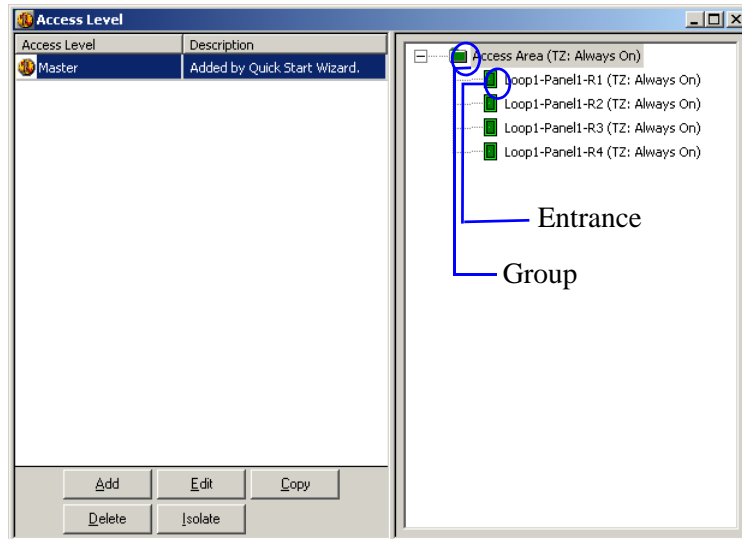 Access Level
Access Level Description
Master Added by Quick Start Wizard.
Access Area (TZ: Always On)
Loop1-Panel1-R1 (TZ: Always On)
Loop1-Panel1-R2 (TZ: Always On)
Loop1-Panel1-R3 (TZ: Always On)
Loop1-Panel1-R4 (TZ: Always On)
Entrance
Group
Add Edit Copy
Delete Isolate